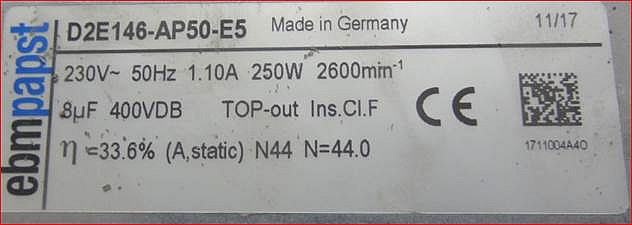 ebmpapst
D2E146-AP50-E5 Made in Germany 11/17
230V~ 50Hz 1.10A 250W 2600min⁻¹
8µF 400VDB TOP-out Ins.Cl.F CE
η =33.6% (A,static) N44 N=44.0
1711004A4O